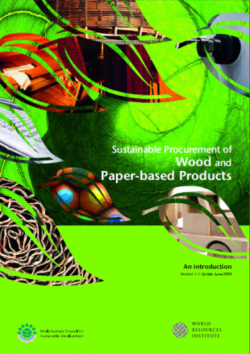 Sustainable Procurement of
Wood and
Paper-based Products
An introduction
World Business Council for
Sustainable Development
WORLD
RESOURCES
INSTITUTE